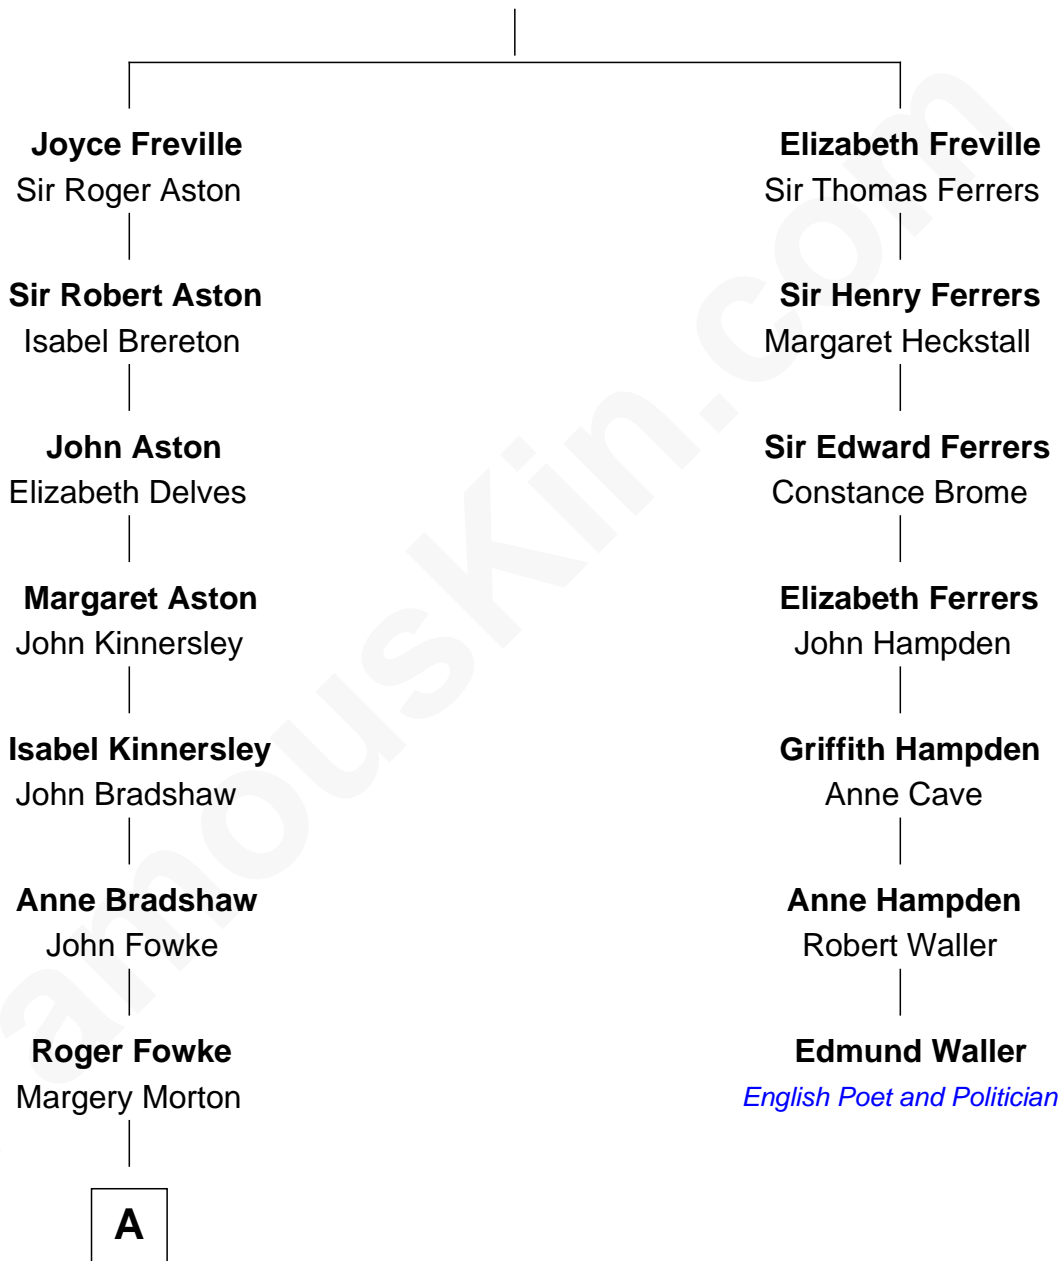 Joyce Freville
Sir Roger Aston
Sir Robert Aston
Isabel Brereton
John Aston
Elizabeth Delves
Margaret Aston
John Kinnersley
Isabel Kinnersley
John Bradshaw
Anne Bradshaw
John Fowke
Roger Fowke
Margery Morton
A
Elizabeth Freville
Sir Thomas Ferrers
Sir Henry Ferrers
Margaret Heckstall
Sir Edward Ferrers
Constance Brome
Elizabeth Ferrers
John Hampden
Griffith Hampden
Anne Cave
Anne Hampden
Robert Waller
Edmund Waller
English Poet and Politician
amousKin.com